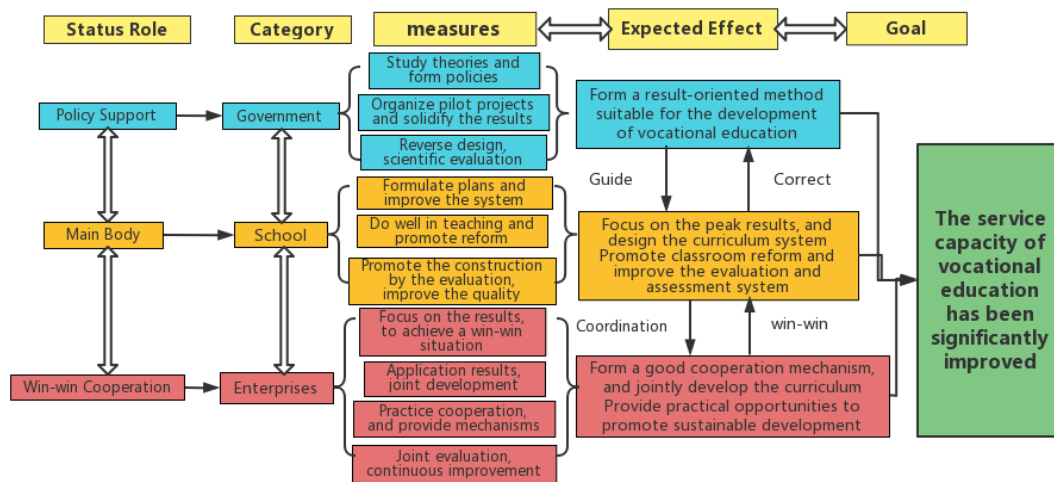 Status Role
Category
measures
Expected Effect
Goal
Policy Support
Government
Study theories and
form policies
Organize pilot projects
and solidify the results
Reverse design,
scientific evaluation
Form a result-oriented method
suitable for the development
of vocational education
Guide
Correct
Main Body
School
Formulate plans and
improve the system
Do well in teaching and
promote reform
Promote the construction
by the evaluation,
improve the quality
Focus on the peak results, and
design the curriculum system
Promote classroom reform and
improve the evaluation and
assessment system
Coordination
win-win
Win-win Cooperation
Enterprises
Focus on the results,
to achieve a win-win
situation
Application results,
joint development
Practice cooperation,
and provide mechanisms
Joint evaluation,
continuous improvement
Form a good cooperation mechanism,
and jointly develop the curriculum
Provide practical opportunities to
promote sustainable development
The service
capacity of
vocational
education
has been
significantly
improved